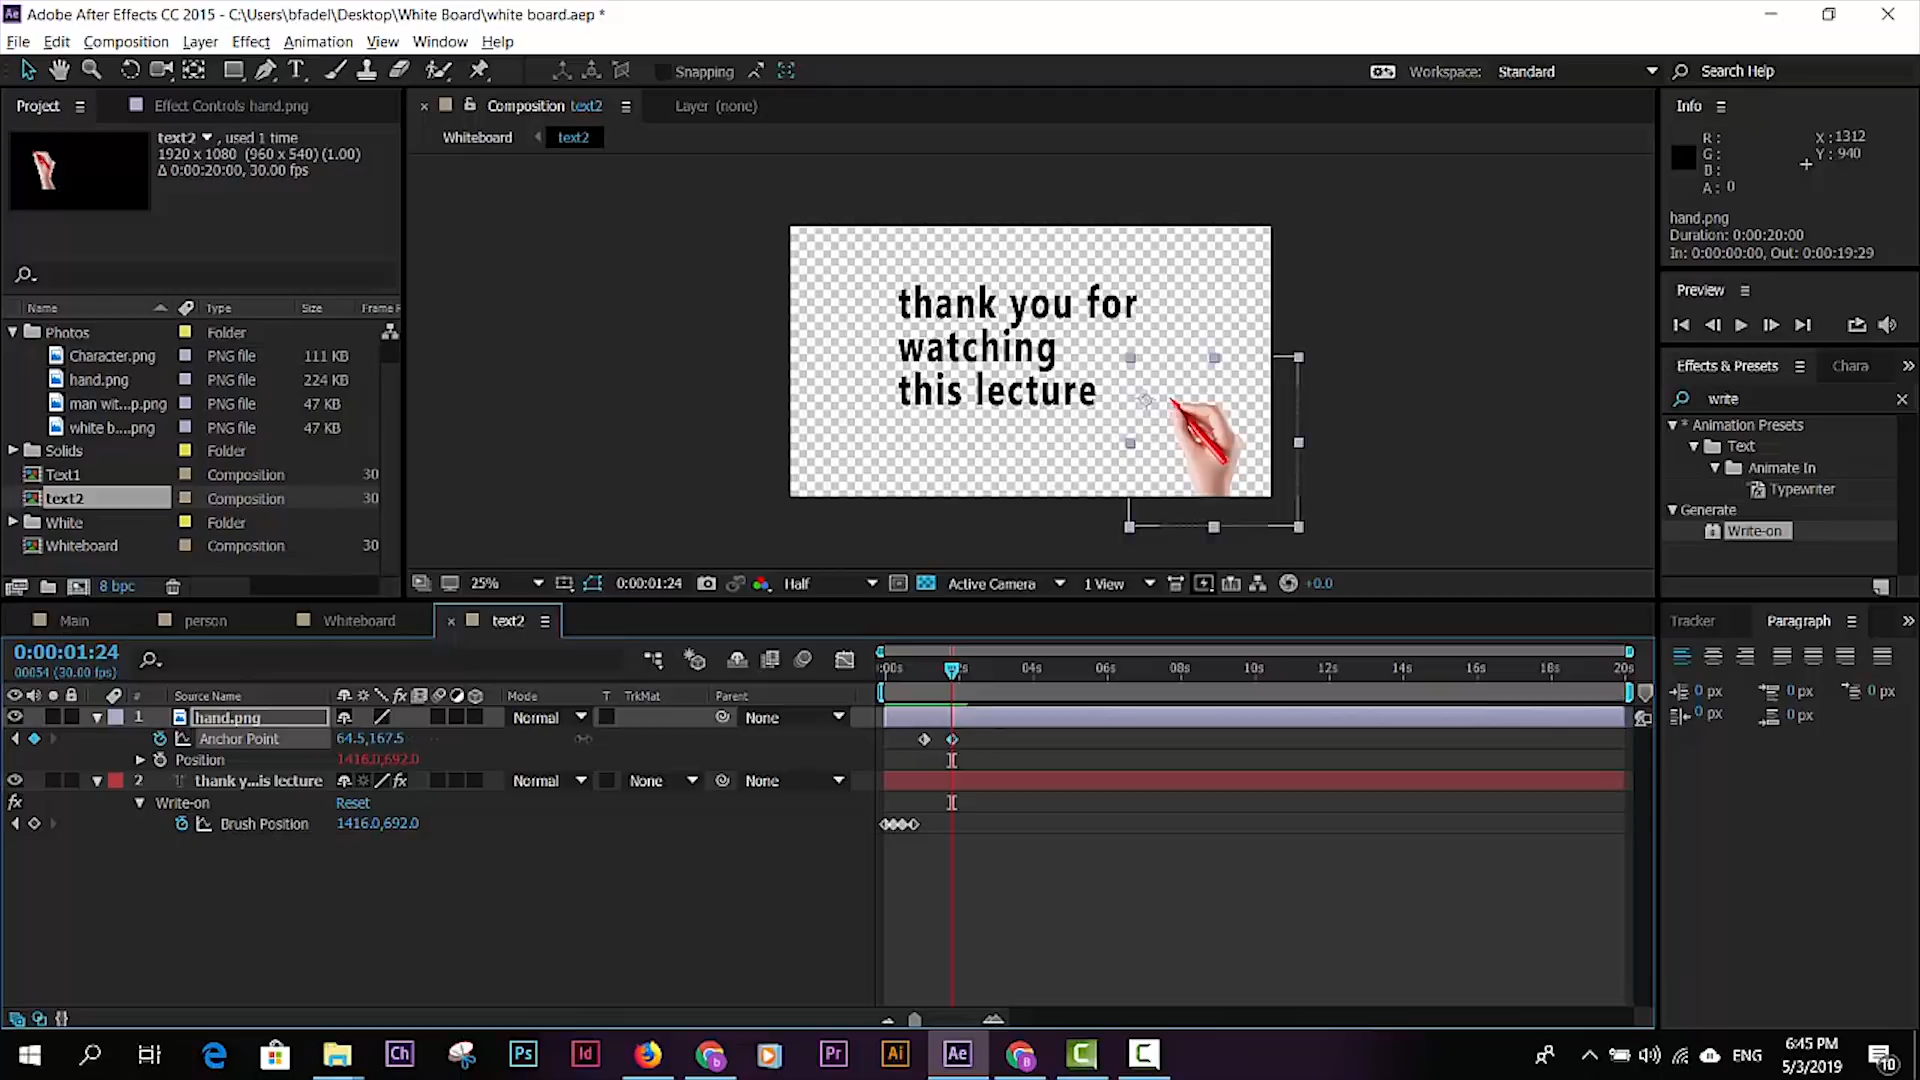 Adobe After Effects CC 2015 - C:\Users\bfadel\Desktop\White Board\white board.aep *
File Edit Composition Layer Effect Animation View Window Help
Snapping
Workspace: Standard
Search Help
Project
Effect Controls hand.png
Composition text2
Layer (none)
Info
text2 , used 1 time
1920 x 1080 (960 x 540) (1.00)
Δ 0:00:20:00, 30.00 fps
Whiteboard text2
R :
G :
A : 0
X : 1312
Y : 940
hand.png
Duration: 0:00:20:00
In: 0:00:00:00, Out: 0:00:19:29
Preview
Name Type Size Frame R
Photos Folder
Character.png PNG file 111 KB
hand.png PNG file 224 KB
man wit...p.png PNG file 47 KB
white b....png PNG file 47 KB
Solids Folder
Text1 Composition 30
text2 Composition 30
White Folder
Whiteboard Composition 30
8 bpc
thank you for
watching
this lecture
Effects & Presets
Chara
write
* Animation Presets
Text
Animate In
Typewriter
Generate
Write-on
25% 0:00:01:24 Half Active Camera 1 View +0.0
Main person Whiteboard text2
Tracker Paragraph
0:00:01:24
00054 (30.00 fps)
:00s 04s 06s 08s 10s 12s 14s 16s 18s 20s
0 px 0 px 0 px
0 px 0 px
# Source Name fx Mode T TrkMat Parent
1 hand.png Normal None
Anchor Point 64.5,167.5
Position 1416.0,692.0
2 thank y...is lecture fx Normal None None
fx Write-on Reset
Brush Position 1416.0,692.0
Ch Ps Id b Pr Ai Ae B C C
ENG
6:45 PM
5/3/2019
10